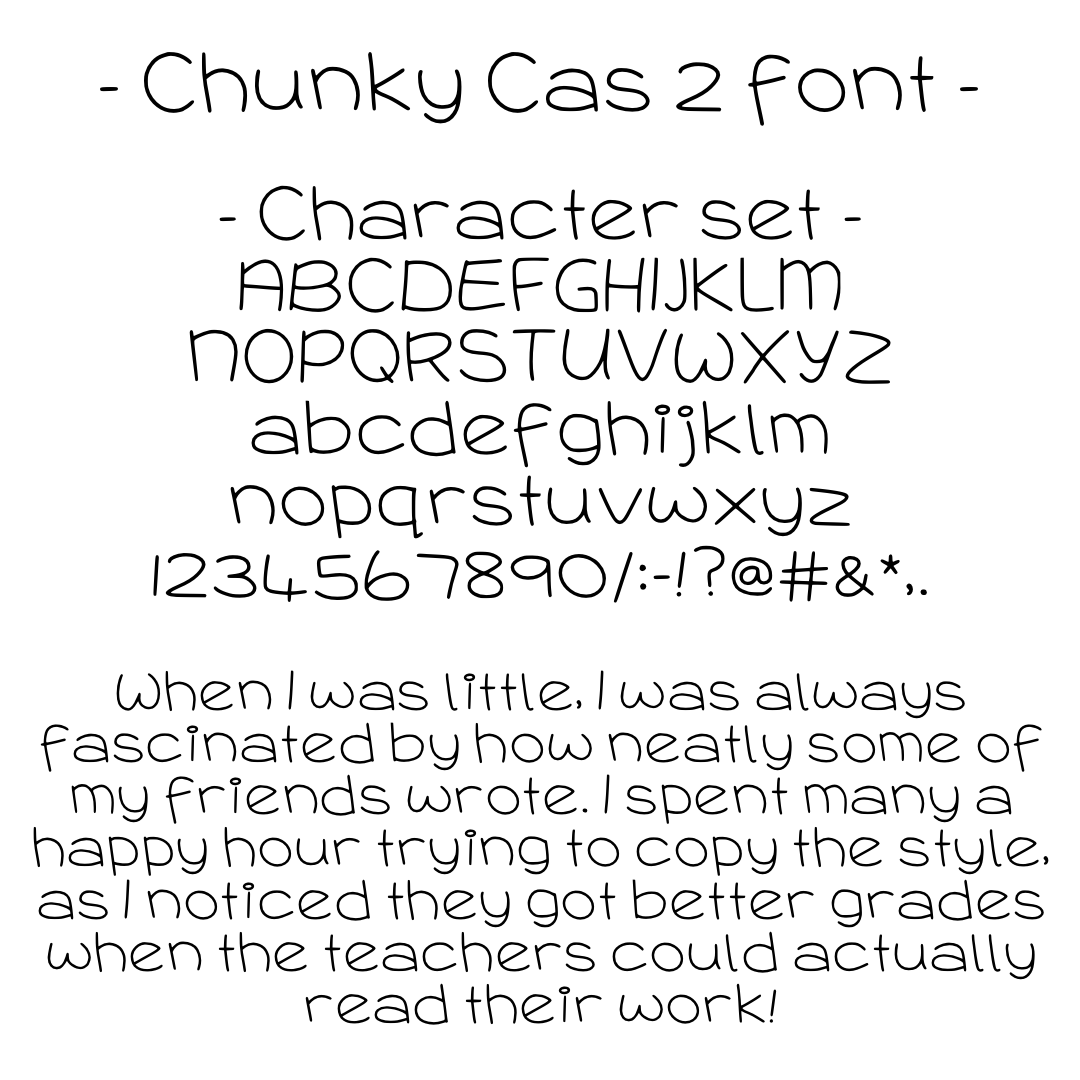 - Chunky Cas 2 font -
- Character set -
ABCDEFGHIJKLM
NOPQRSTUVWXYZ
abcdefghijklm
nopqrstuvwxyz
1234567890/:-!?@#&*,.
When I was little, I was always
fascinated by how neatly some of
my friends wrote. I spent many a
happy hour trying to copy the style,
as I noticed they got better grades
when the teachers could actually
read their work!